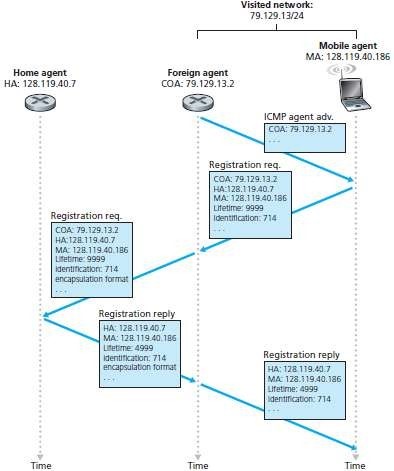 Visited network:
79.129.13/24
Mobile agent
MA: 128.119.40.186
Home agent
HA: 128.119.40.7
Foreign agent
COA: 79.129.13.2
ICMP agent adv.
COA: 79.129.13.2
. . .
Registration req.
COA: 79.129.13.2
HA:128.119.40.7
MA: 128.119.40.186
Lifetime: 9999
identification: 714
. . .
Registration req.
COA: 79.129.13.2
HA:128.119.40.7
MA: 128.119.40.186
Lifetime: 9999
identification: 714
encapsulation format
. . .
Registration reply
HA: 128.119.40.7
MA: 128.119.40.186
Lifetime: 4999
identification: 714
encapsulation format
. . .
Registration reply
HA: 128.119.40.7
MA: 128.119.40.186
Lifetime: 4999
identification: 714
. . .
Time
Time
Time